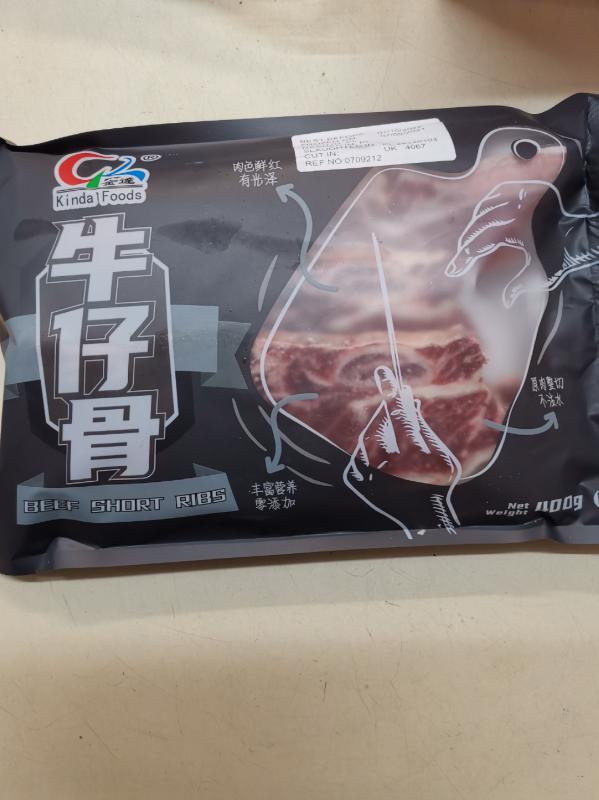 BEST BEFORE:
CUT IN: UK 4067
REF NO:0709212
金達
Kinda Foods
肉色鲜红
有光泽
牛仔骨
BEEF SHORT RIBS
原肉整切
不注水
丰富营养
零添加
Net Weight 400g